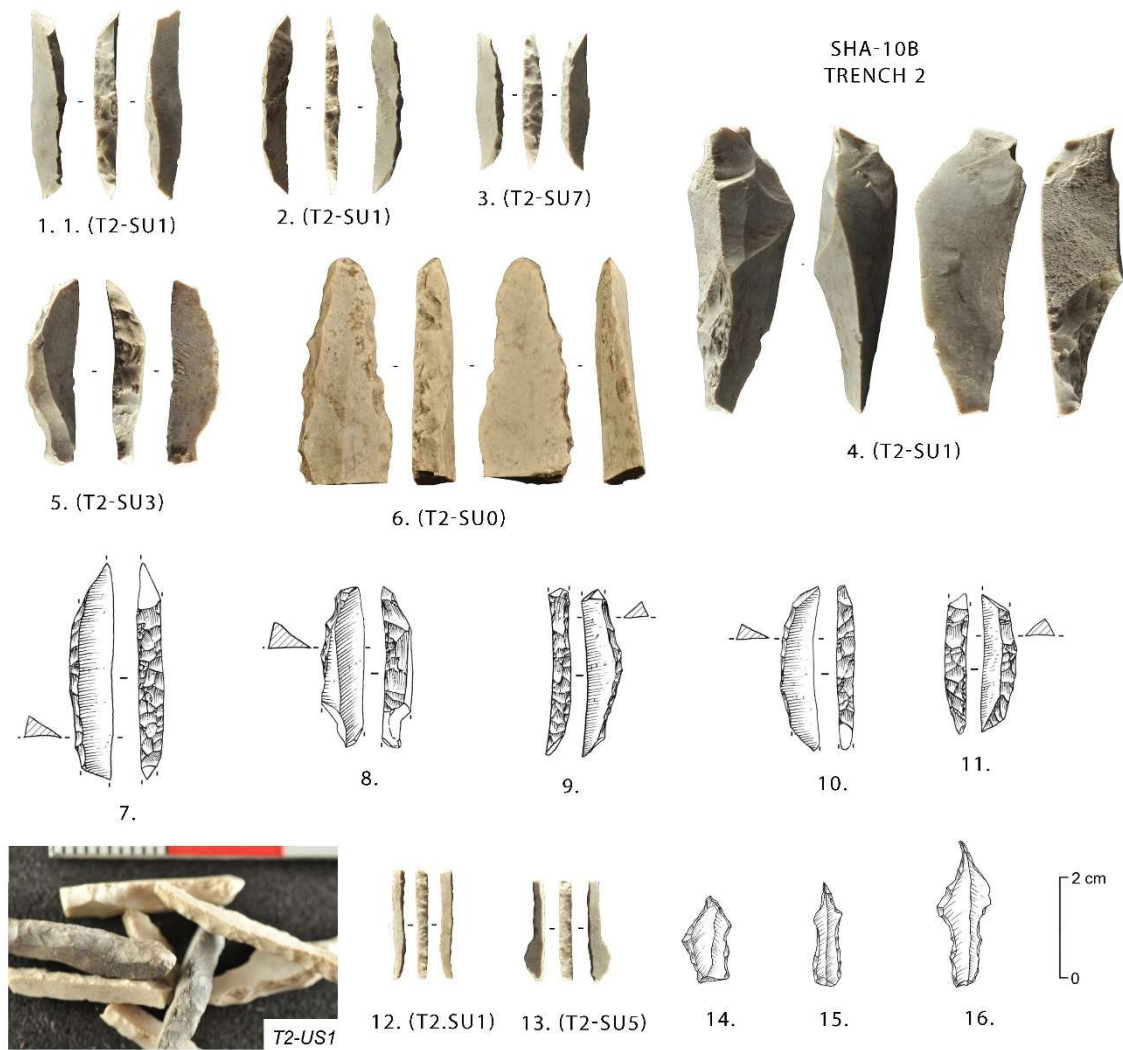 SHA-10B
TRENCH 2
1. 1. (T2-SU1)
2. (T2-SU1)
3. (T2-SU7)
4. (T2-SU1)
5. (T2-SU3)
6. (T2-SU0)
7.
8.
9.
10.
11.
T2-US1
12. (T2.SU1)
13. (T2-SU5)
14.
15.
16.
2 cm
0